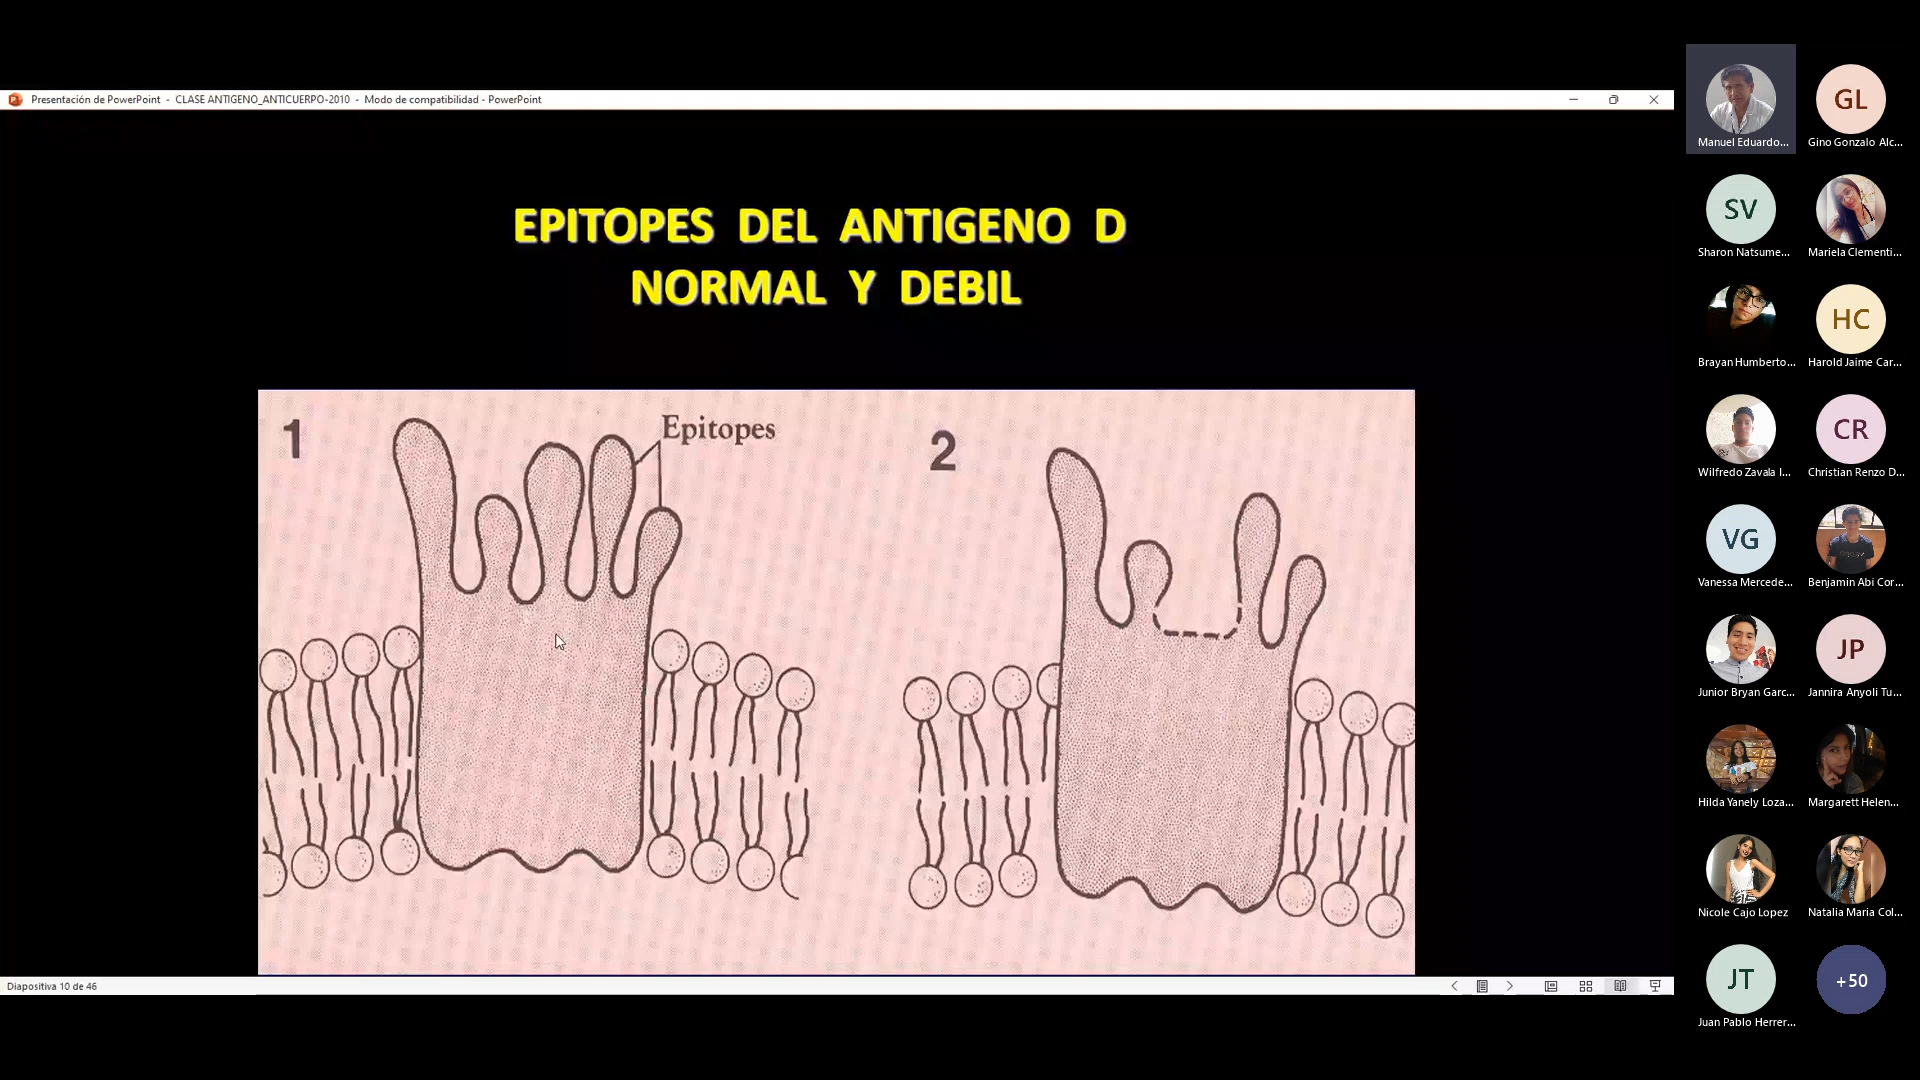 Presentación de PowerPoint - CLASE ANTIGENO_ANTICUERPO-2010 - Modo de compatibilidad - PowerPoint
EPITOPES DEL ANTIGENO D
NORMAL Y DEBIL
1
Epitopes
2
Diapositiva 10 de 46
Manuel Eduardo...
GL
Gino Gonzalo Alc...
SV
Sharon Natsume...
Mariela Clementi...
Brayan Humberto...
HC
Harold Jaime Car...
Wilfredo Zavala I...
CR
Christian Renzo D...
VG
Vanessa Mercede...
Benjamin Abi Cor...
Junior Bryan Garc...
JP
Jannira Anyoli Tu...
Hilda Yanely Loza...
Margarett Helen...
Nicole Cajo Lopez
Natalia Maria Col...
JT
Juan Pablo Herrer...
+50